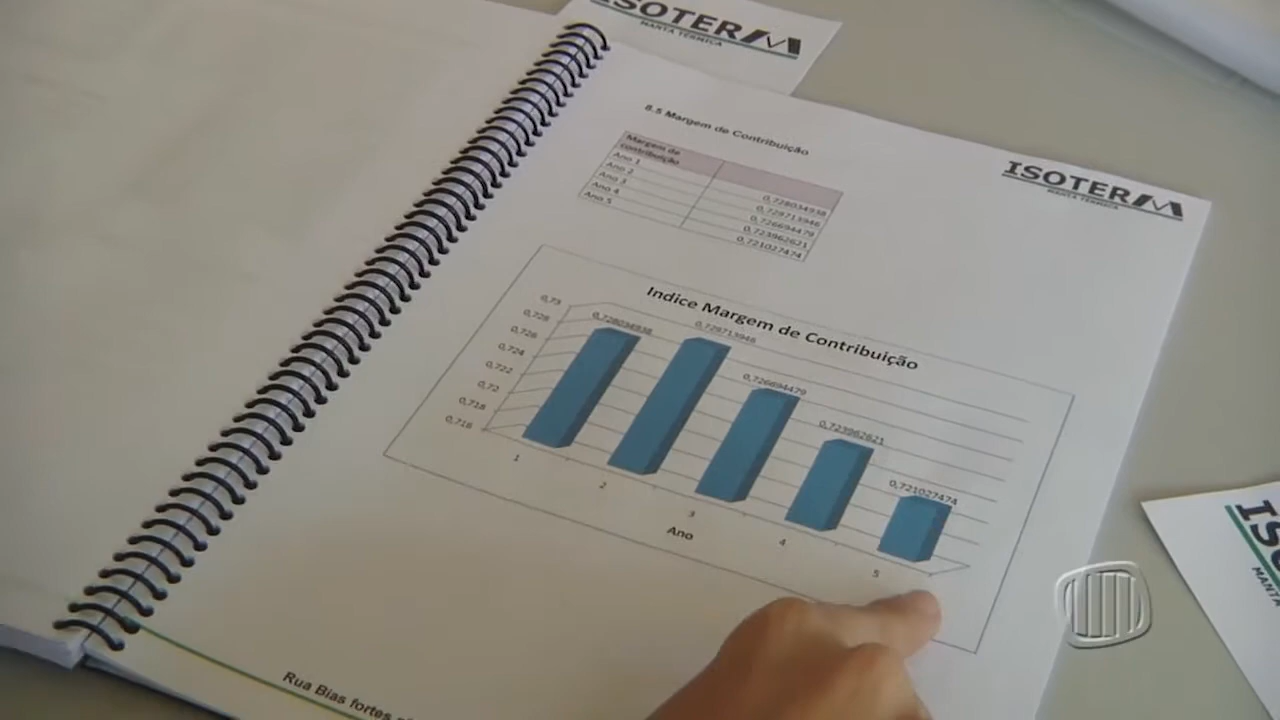 ISOTERM
MANTA TÉRMICA
8.5 Margem de Contribuição
ISOTERM
MANTA TÉRMICA
Margem de
contribuição
Ano 1 0,728034938
Ano 2 0,729713946
Ano 3 0,726694479
Ano 4 0,723962621
Ano 5 0,721027474
Indice Margem de Contribuição
0,73
0,728
0,726
0,724
0,722
0,72
0,718
0,716
0,728034938
0,729713946
0,726694479
0,723962621
0,721027474
1
2
3
4
5
Ano
IS
MANTA
Rua Bias fortes